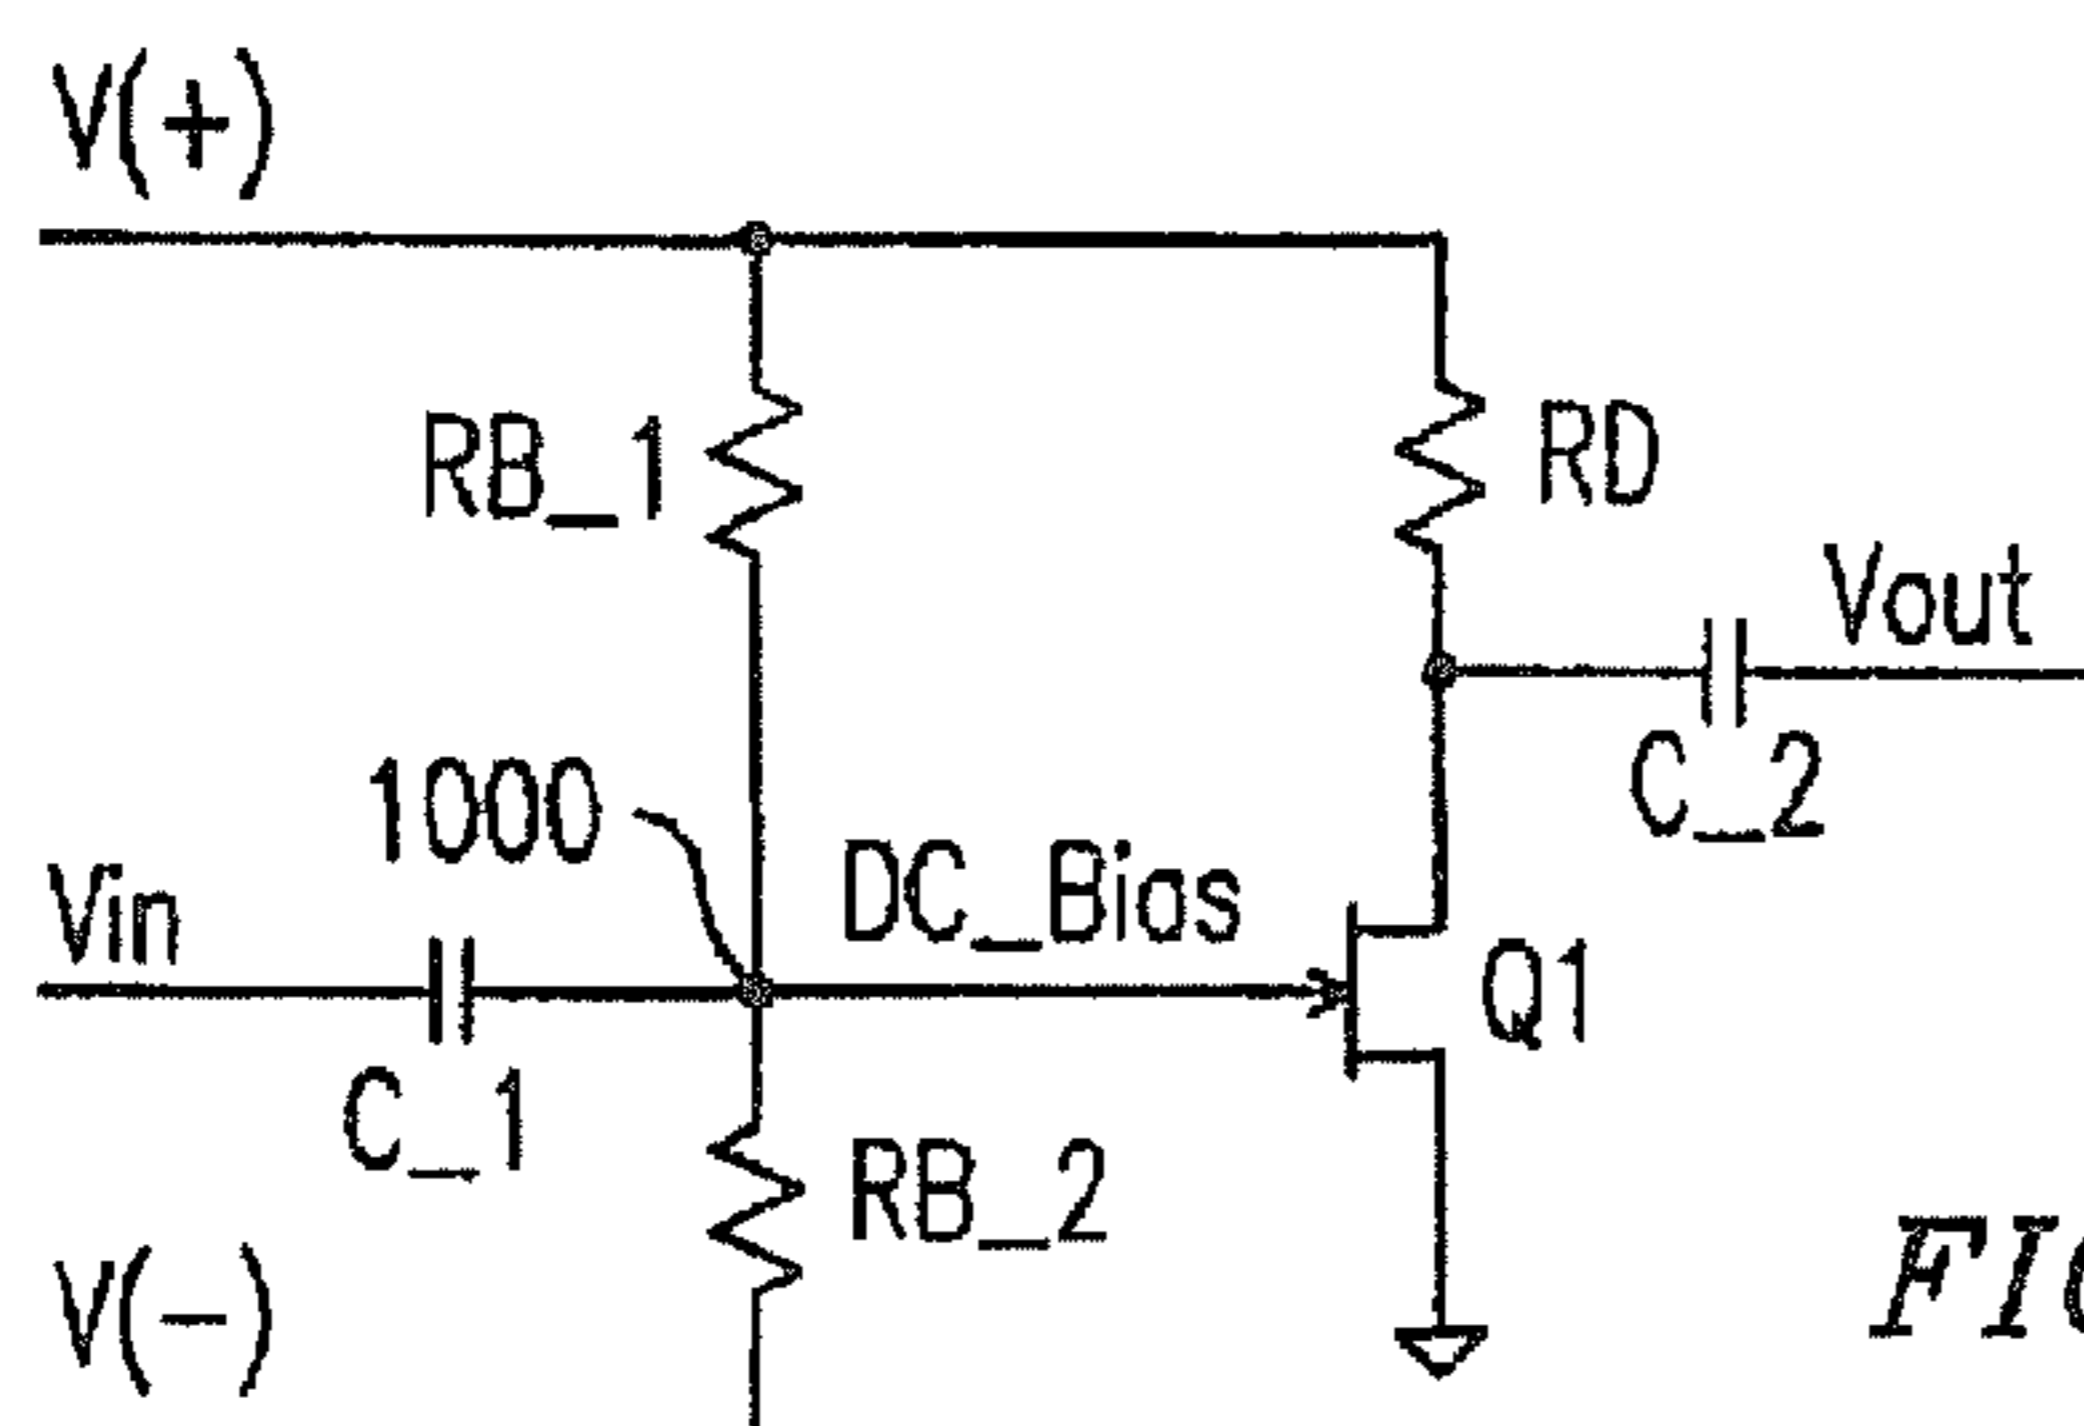 V(+)
RB_1
RD
Vout
C_2
1000
DC_Bias
Vin
Q1
C_1
RB_2
V(-)